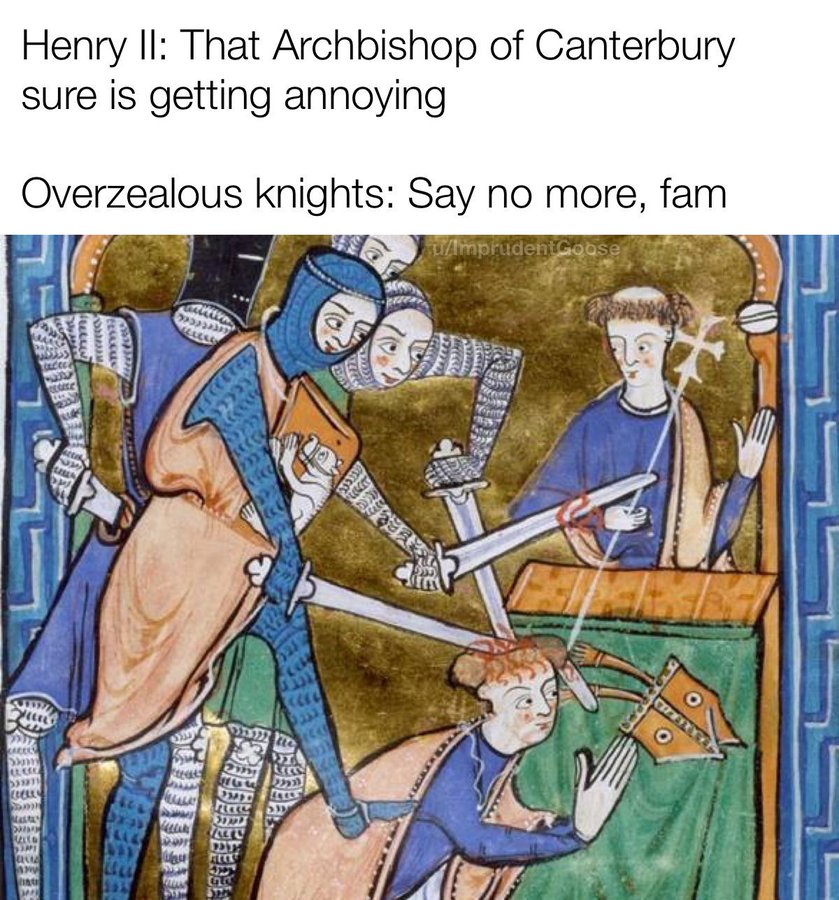 Henry II: That Archbishop of Canterbury
sure is getting annoying
Overzealous knights: Say no more, fam
u/ImprudentGoose